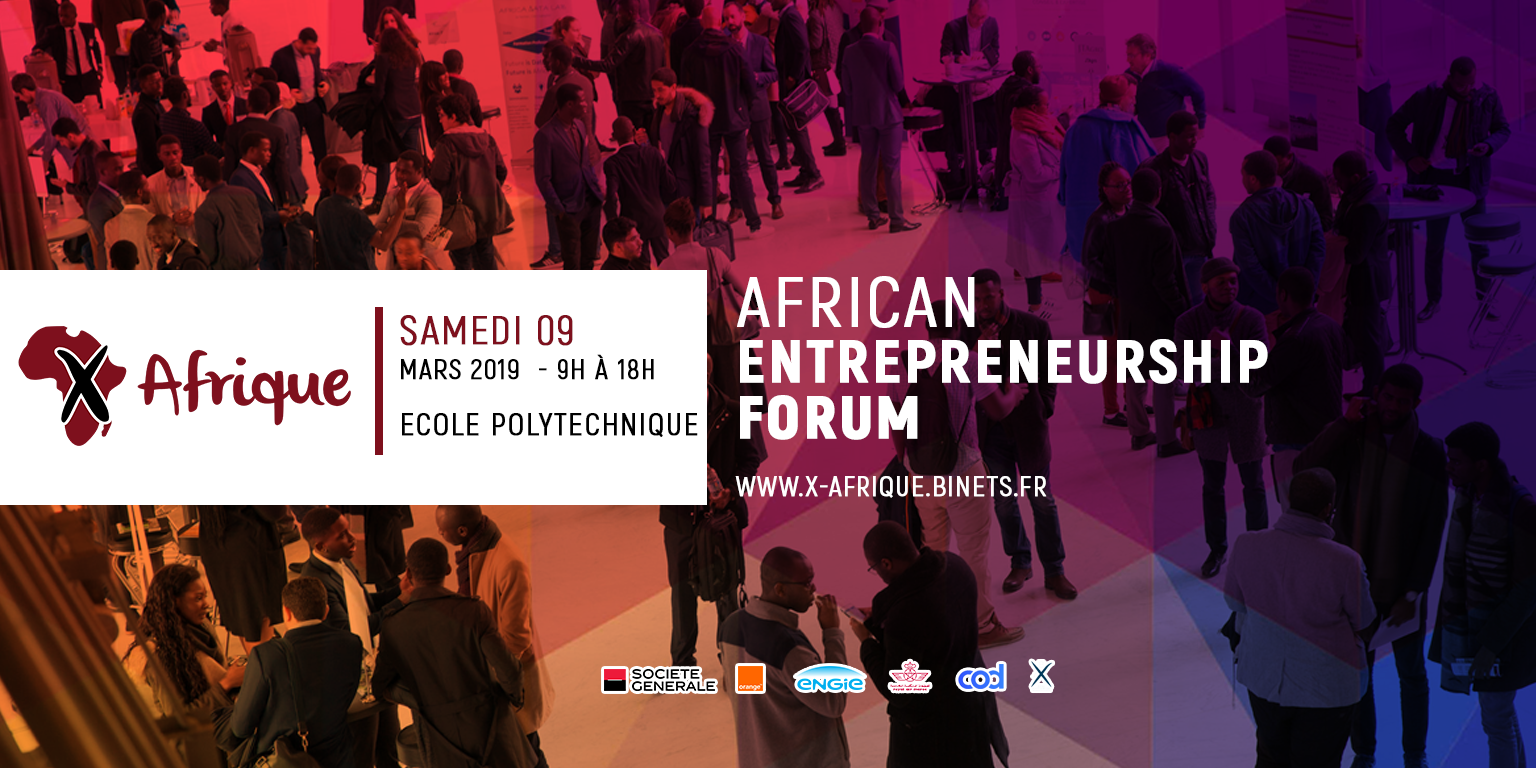 Afrique
SAMEDI 09
MARS 2019 - 9H À 18H
ECOLE POLYTECHNIQUE
AFRICAN
ENTREPRENEURSHIP
FORUM
WWW.X-AFRIQUE.BINETS.FR
SOCIETE
GENERALE
orange
ENGIE
cod
X